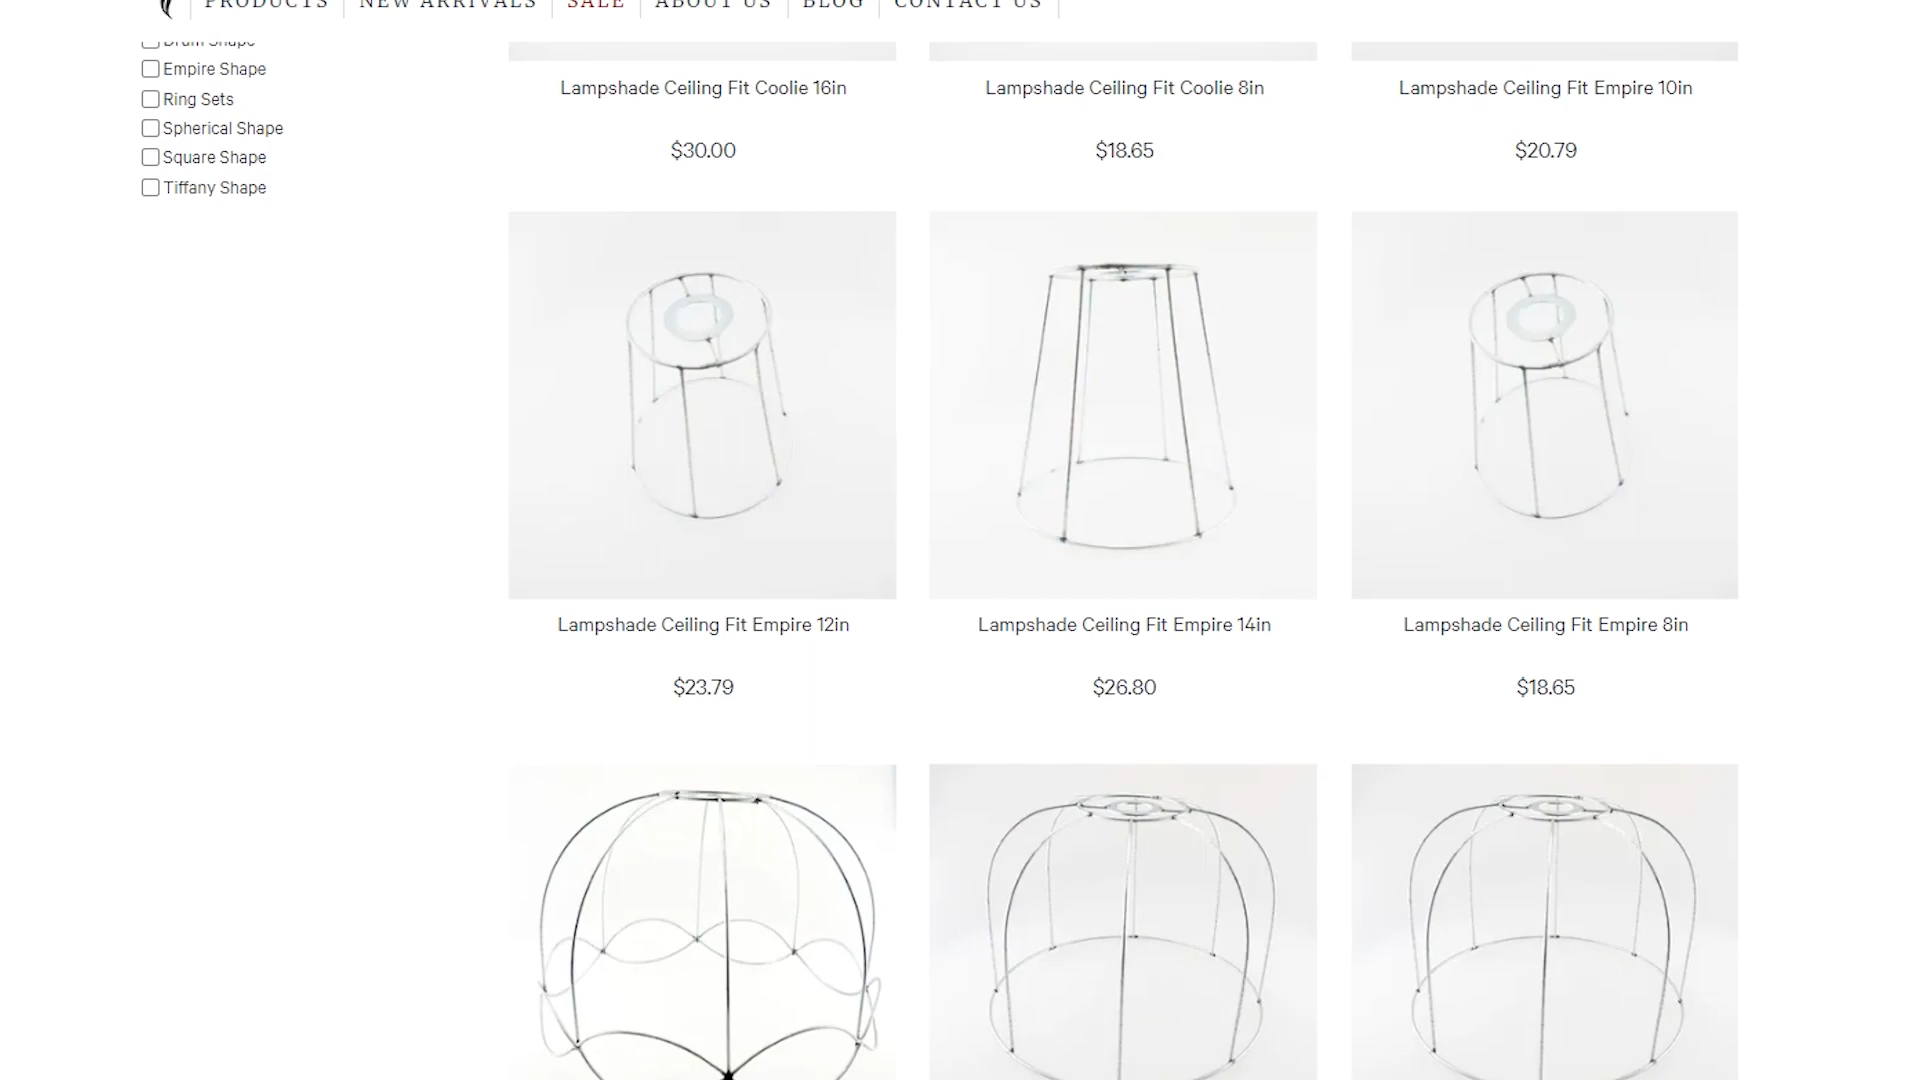 PRODUCTS NEW ARRIVALS SALE ABOUT US BLOG CONTACT US
Drum Shape
Empire Shape
Ring Sets
Spherical Shape
Square Shape
Tiffany Shape
Lampshade Ceiling Fit Coolie 16in
$30.00
Lampshade Ceiling Fit Coolie 8in
$18.65
Lampshade Ceiling Fit Empire 10in
$20.79
Lampshade Ceiling Fit Empire 12in
$23.79
Lampshade Ceiling Fit Empire 14in
$26.80
Lampshade Ceiling Fit Empire 8in
$18.65